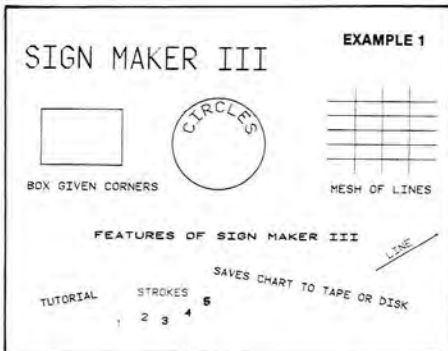 EXAMPLE 1
SIGN MAKER III
CIRCLES
BOX GIVEN CORNERS
MESH OF LINES
FEATURES OF SIGN MAKER III
LINE
SAVES CHART TO TAPE OR DISK
TUTORIAL
STROKES
1 2 3 4 5